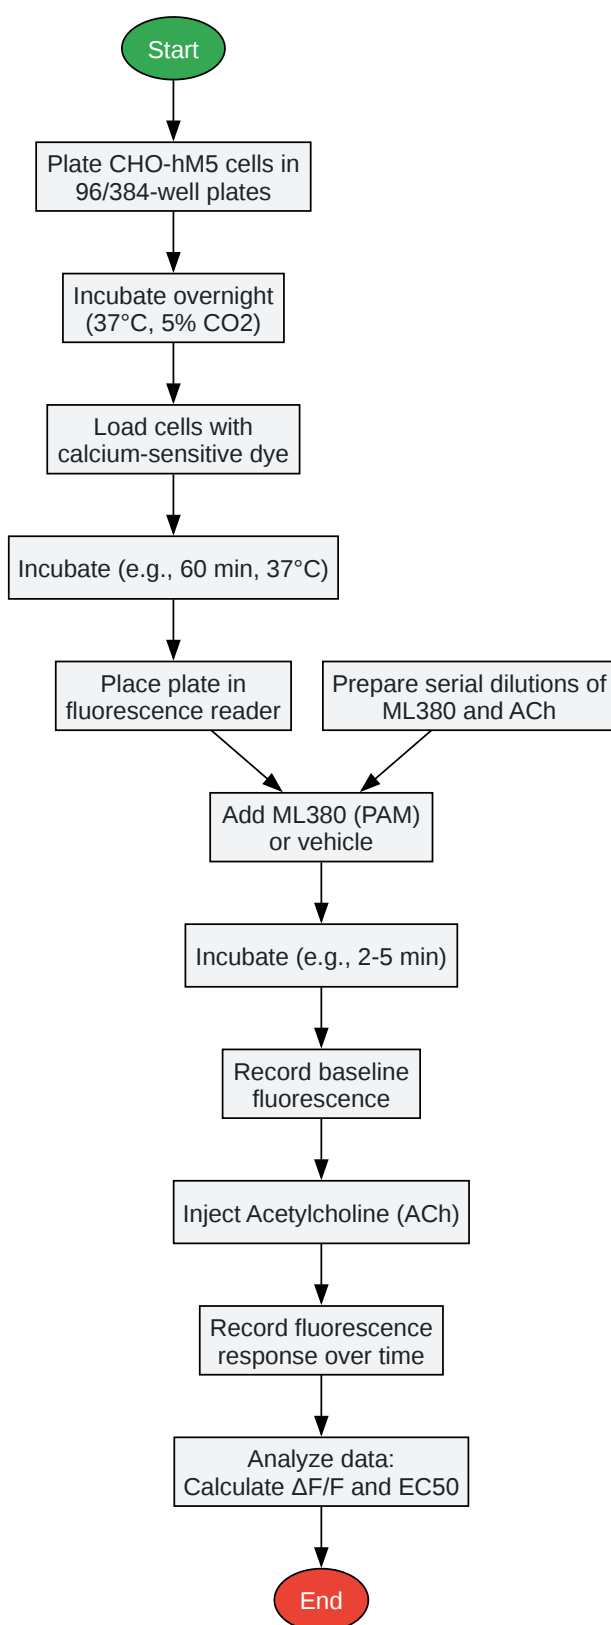 Start
Plate CHO-hM5 cells in
96/384-well plates
Incubate overnight
(37°C, 5% CO2)
Load cells with
calcium-sensitive dye
Incubate (e.g., 60 min, 37°C)
Place plate in
fluorescence reader
Prepare serial dilutions of
ML380 and ACh
Add ML380 (PAM)
or vehicle
Incubate (e.g., 2-5 min)
Record baseline
fluorescence
Inject Acetylcholine (ACh)
Record fluorescence
response over time
Analyze data:
Calculate ΔF/F and EC50
End